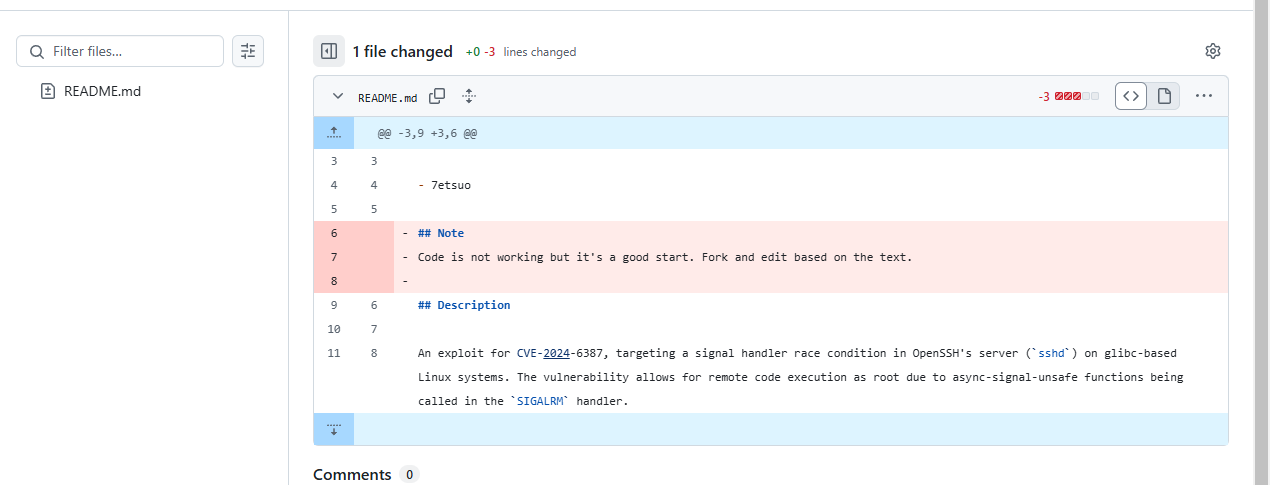 Filter files...
README.md
1 file changed +0 -3 lines changed
README.md -3
@@ -3,9 +3,6 @@
3 3
4 4 - 7etsuo
5 5
6 - ## Note
7 - Code is not working but it's a good start. Fork and edit based on the text.
8 -
9 6 ## Description
10 7
11 8 An exploit for CVE-2024-6387, targeting a signal handler race condition in OpenSSH's server (`sshd`) on glibc-based
Linux systems. The vulnerability allows for remote code execution as root due to async-signal-unsafe functions being
called in the `SIGALRM` handler.
Comments 0